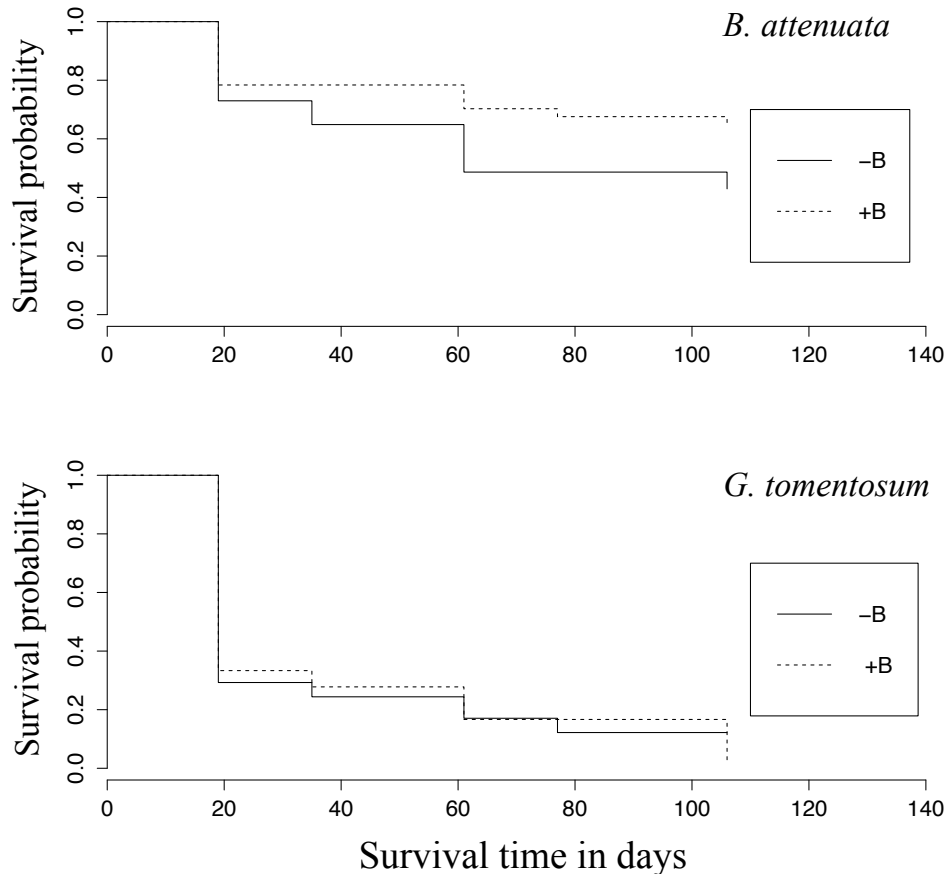 B. attenuata
Survival probability
1.0
0.8
0.6
0.4
0.2
0.0
−B
+B
0 20 40 60 80 100 120 140
G. tomentosum
Survival probability
1.0
0.8
0.6
0.4
0.2
0.0
−B
+B
0 20 40 60 80 100 120 140
Survival time in days